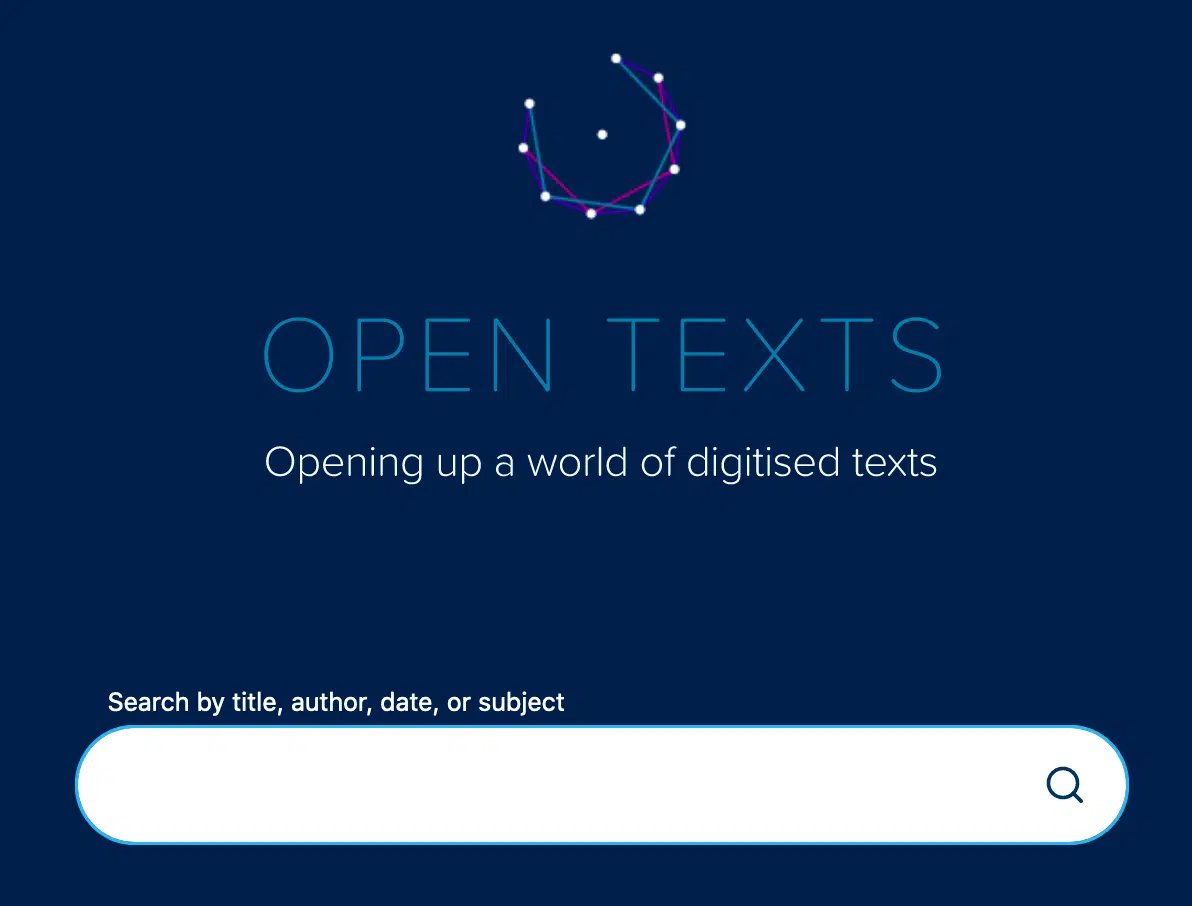 OPEN TEXTS
Opening up a world of digitised texts
Search by title, author, date, or subject